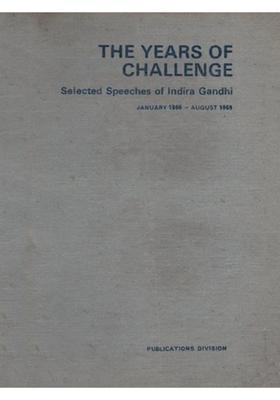 THE YEARS OF
CHALLENGE
Selected Speeches of Indira Gandhi
JANUARY 1966 – AUGUST 1969
PUBLICATIONS DIVISION